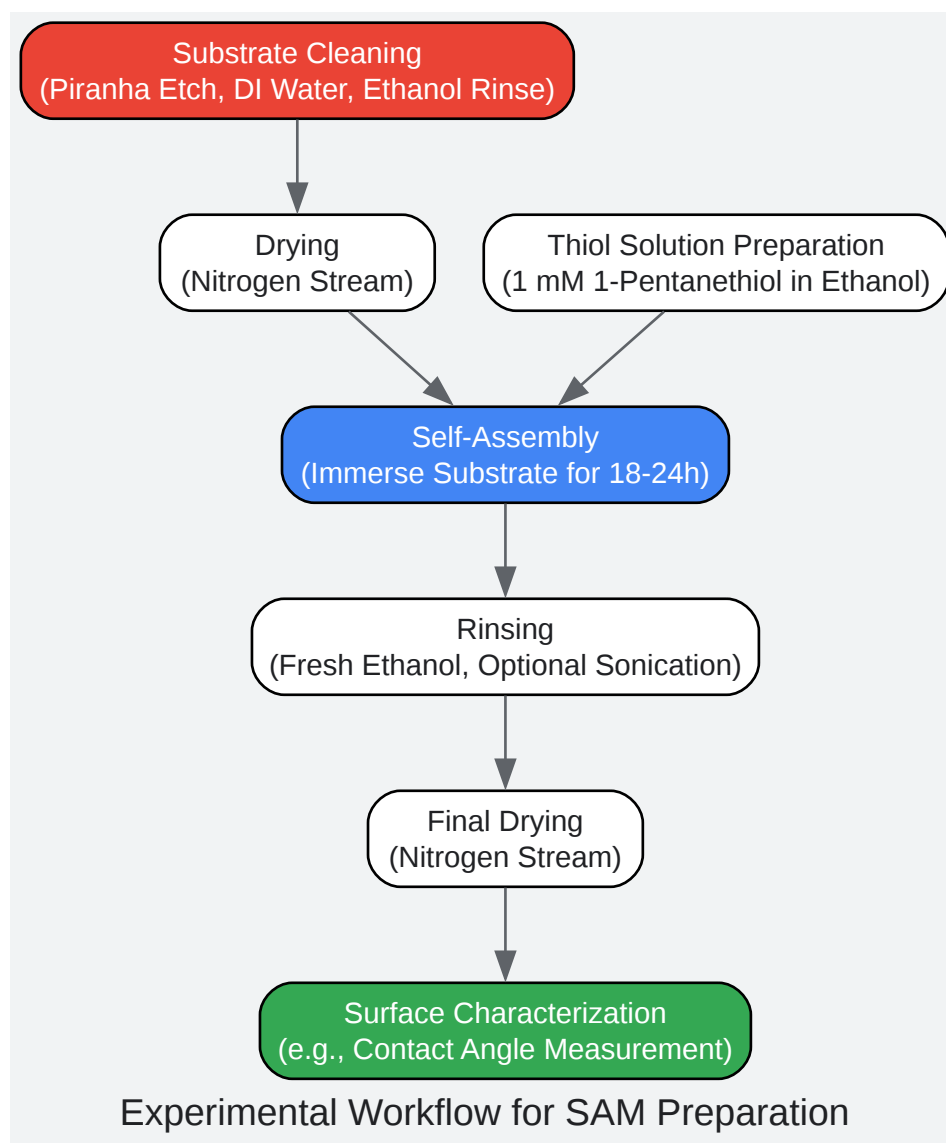 Substrate Cleaning
(Piranha Etch, DI Water, Ethanol Rinse)
Drying
(Nitrogen Stream)
Thiol Solution Preparation
(1 mM 1-Pentanethiol in Ethanol)
Self-Assembly
(Immerse Substrate for 18-24h)
Rinsing
(Fresh Ethanol, Optional Sonication)
Final Drying
(Nitrogen Stream)
Surface Characterization
(e.g., Contact Angle Measurement)
Experimental Workflow for SAM Preparation